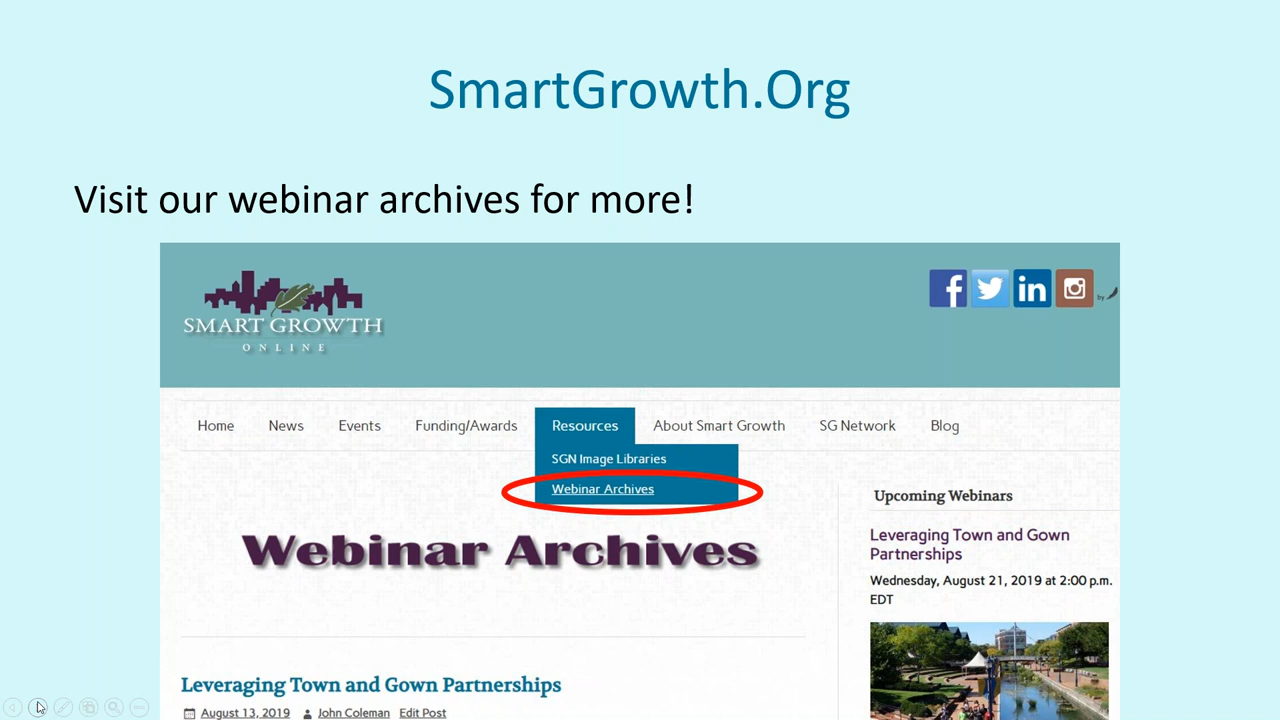 SmartGrowth.Org
Visit our webinar archives for more!
SMART GROWTH
ONLINE
by
Home News Events Funding/Awards Resources About Smart Growth SG Network Blog
SGN Image Libraries
Webinar Archives
Webinar Archives
Upcoming Webinars
Leveraging Town and Gown
Partnerships
Wednesday, August 21, 2019 at 2:00 p.m.
EDT
Leveraging Town and Gown Partnerships
August 13, 2019 John Coleman Edit Post